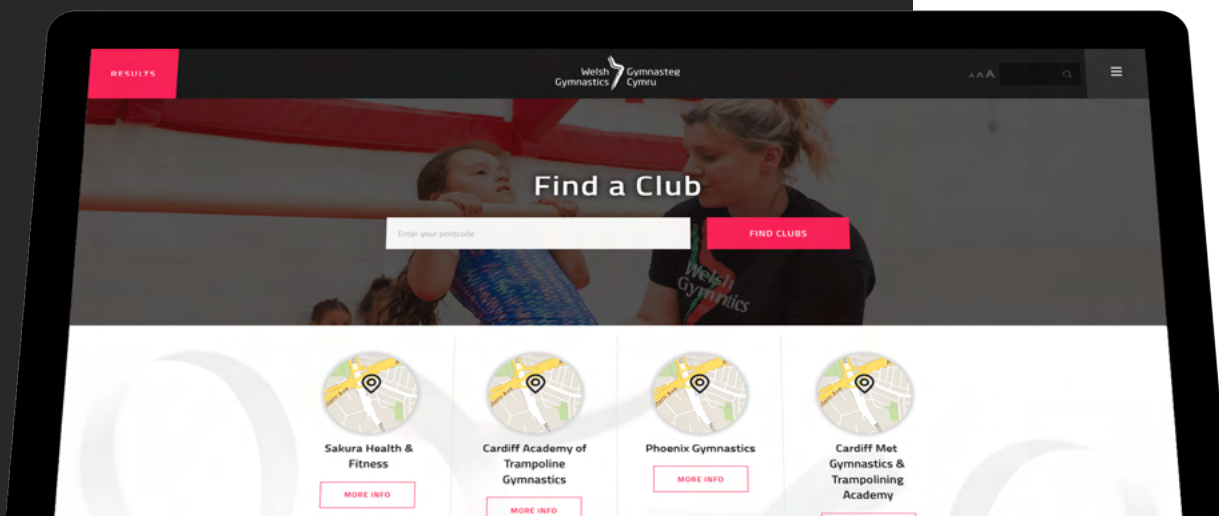 RESULTS
Welsh Gymnasteg
Gymnastics Cymru
AAA
Find a Club
Enter your postcode
FIND CLUBS
Welsh
Gymnastics
Sakura Health &
Fitness
MORE INFO
Cardiff Academy of
Trampoline
Gymnastics
MORE INFO
Phoenix Gymnastics
MORE INFO
Cardiff Met
Gymnastics &
Trampolining
Academy